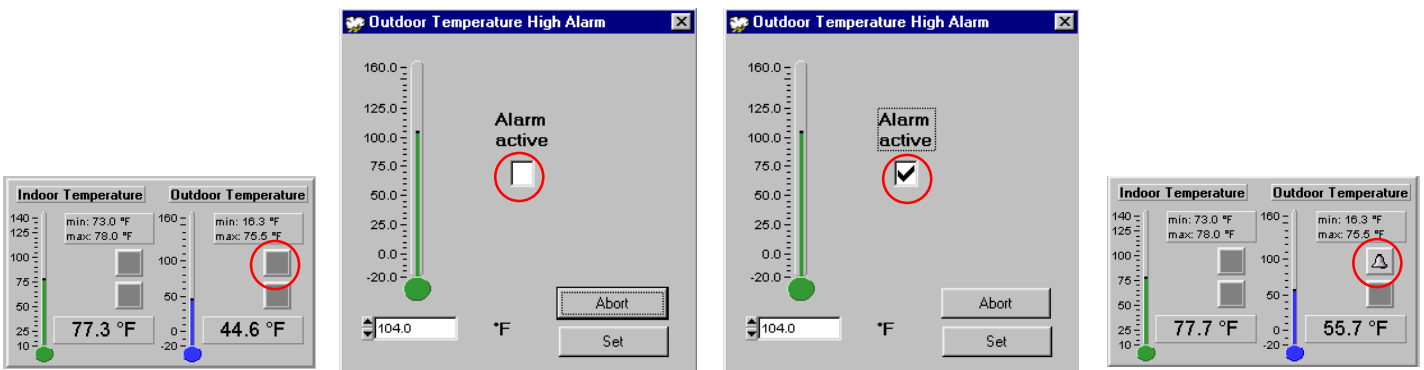 Indoor Temperature
Outdoor Temperature
140
125
100
75
50
25
10
min: 73.0 °F
max: 78.0 °F
77.3 °F
160
100
50
0
-20
min: 16.3 °F
max: 75.5 °F
44.6 °F
Outdoor Temperature High Alarm
160.0
125.0
100.0
75.0
50.0
25.0
0.0
-20.0
Alarm
active
104.0
°F
Abort
Set
Outdoor Temperature High Alarm
160.0
125.0
100.0
75.0
50.0
25.0
0.0
-20.0
Alarm
active
104.0
°F
Abort
Set
Indoor Temperature
Outdoor Temperature
140
125
100
75
50
25
10
min: 73.0 °F
max: 78.0 °F
77.7 °F
160
100
50
0
-20
min: 16.3 °F
max: 75.5 °F
55.7 °F